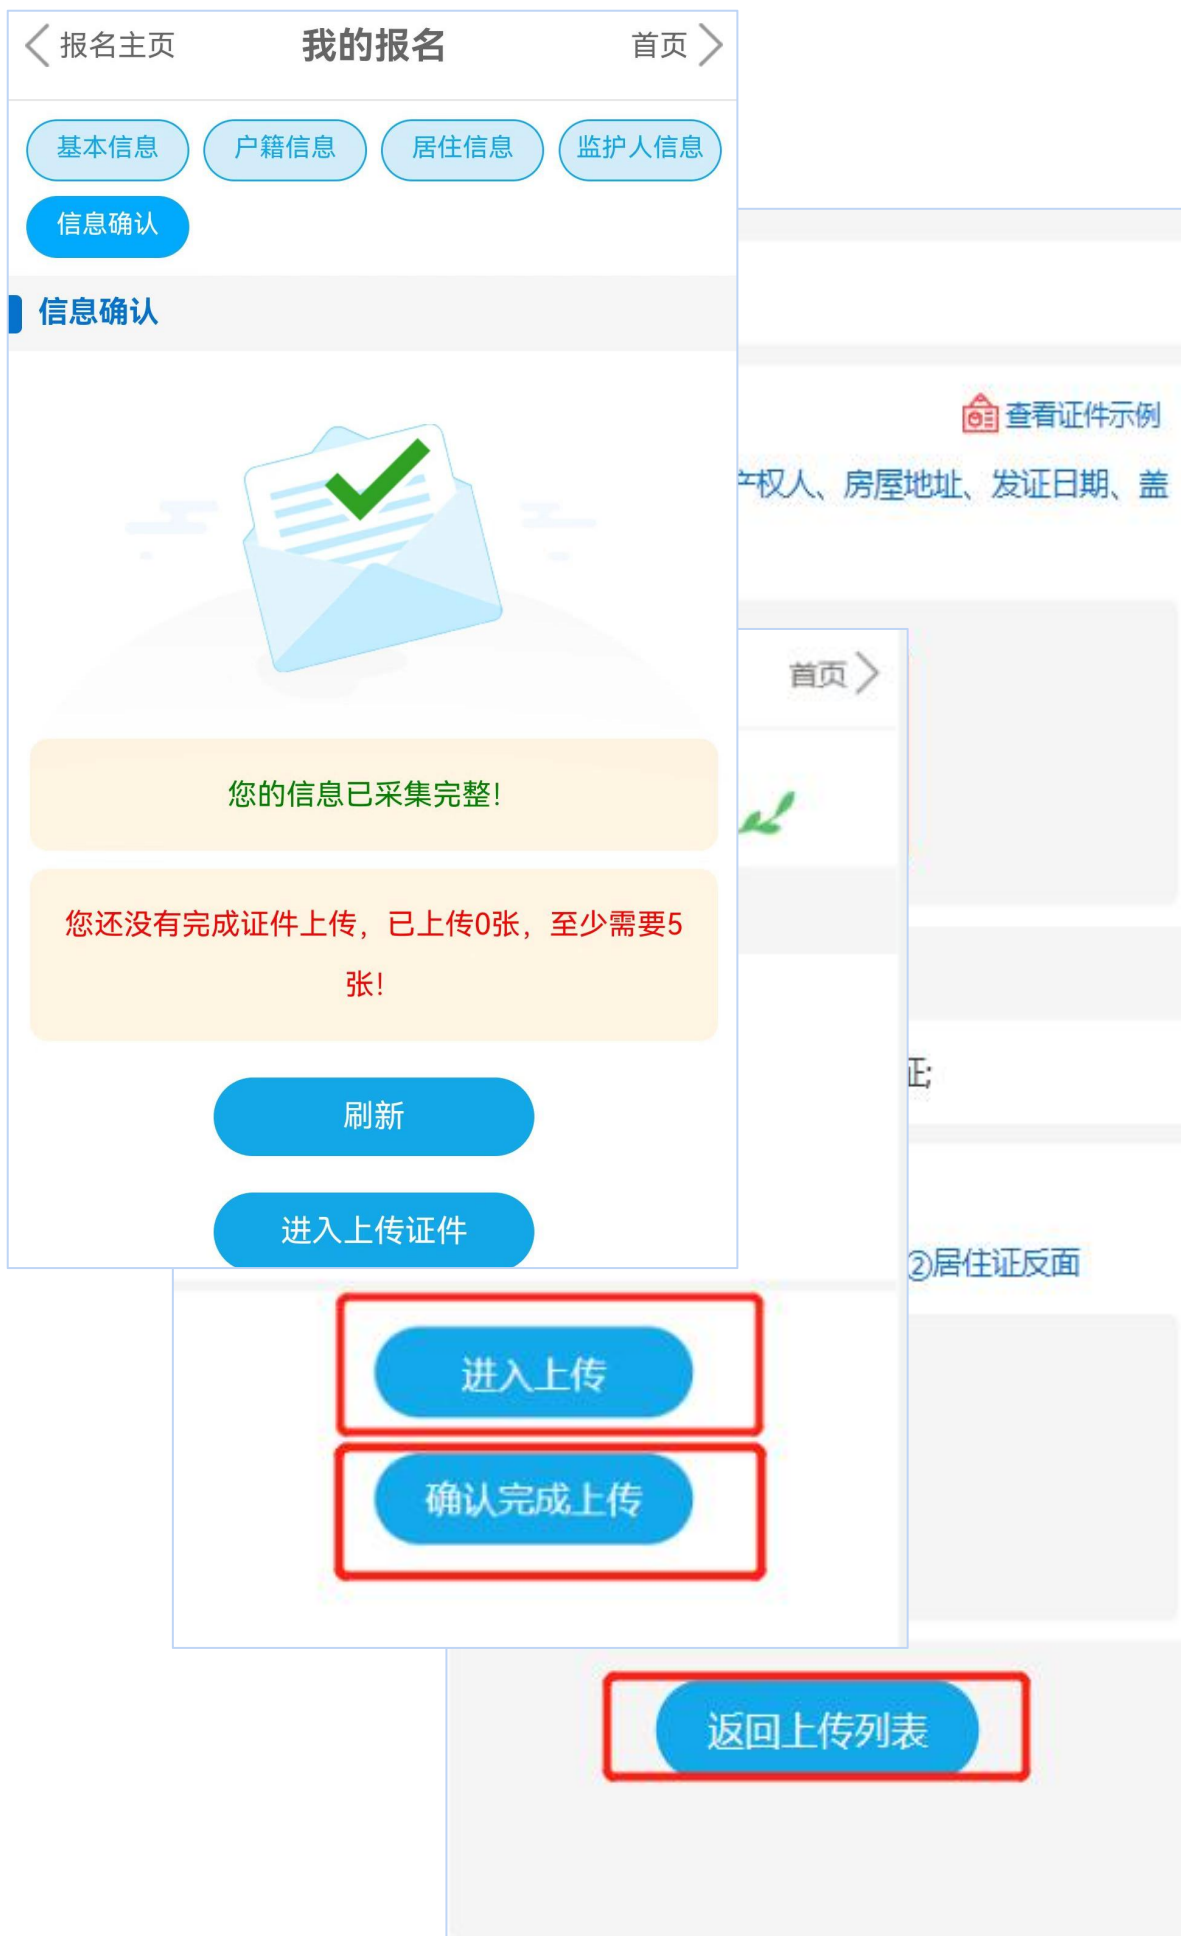 报名主页 我的报名 首页
基本信息 户籍信息 居住信息 监护人信息
信息确认
信息确认
您的信息已采集完整!
您还没有完成证件上传，已上传0张，至少需要5
张!
刷新
进入上传证件
首页
进入上传
确认完成上传
查看证件示例
权人、房屋地址、发证日期、盖
②居住证反面
返回上传列表